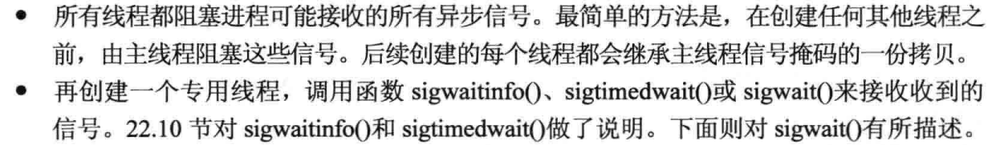 ● 所有线程都阻塞进程可能接收的所有异步信号。最简单的方法是，在创建任何其他线程之
前，由主线程阻塞这些信号。后续创建的每个线程都会继承主线程信号掩码的一份拷贝。
● 再创建一个专用线程，调用函数 sigwaitinfo()、sigtimedwait()或 sigwait()来接收收到的
信号。22.10 节对 sigwaitinfo()和 sigtimedwait()做了说明。下面则对 sigwait()有所描述。